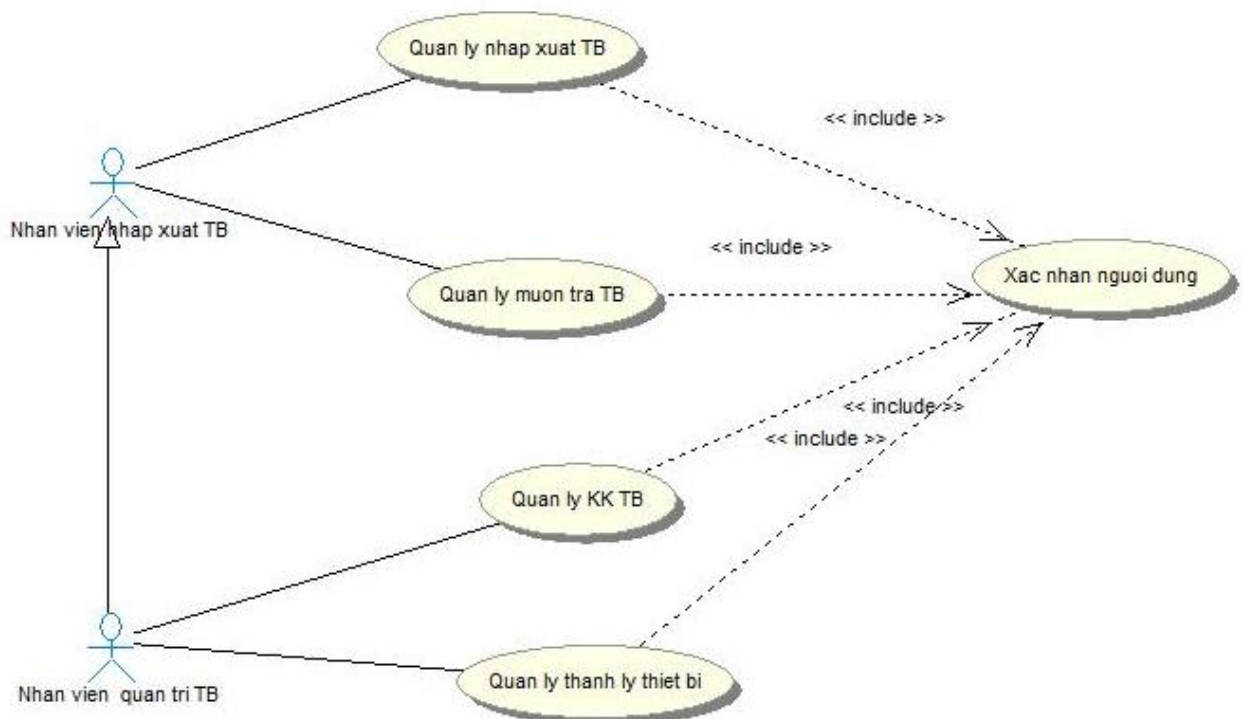 Quan ly nhap xuat TB
<< include >>
Nhan vien nhap xuat TB
<< include >>
Quan ly muon tra TB
Xac nhan nguoi dung
<< include >>
<< include >>
Quan ly KK TB
Quan ly thanh ly thiet bi
Nhan vien quan tri TB